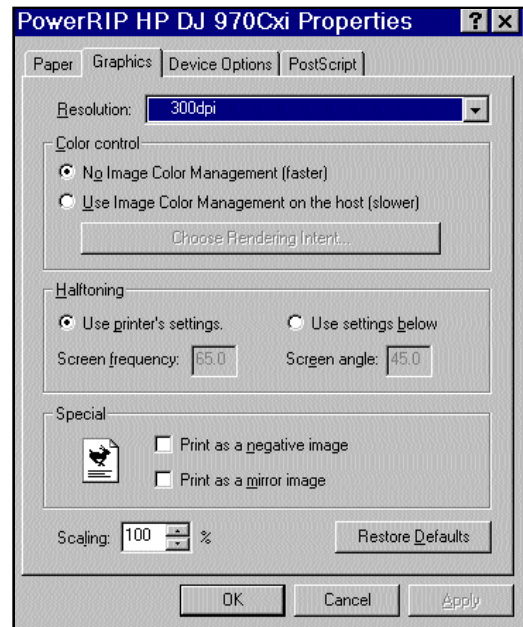 PowerRIP HP DJ 970Cxi Properties ? ×
Paper Graphics Device Options PostScript
Resolution: 300dpi
Color control
No Image Color Management (faster)
Use Image Color Management on the host (slower)
Choose Rendering Intent...
Halftoning
Use printer's settings. Use settings below
Screen frequency: 65.0 Screen angle: 45.0
Special
Print as a negative image
Print as a mirror image
Scaling: 100 % Restore Defaults
OK Cancel Apply